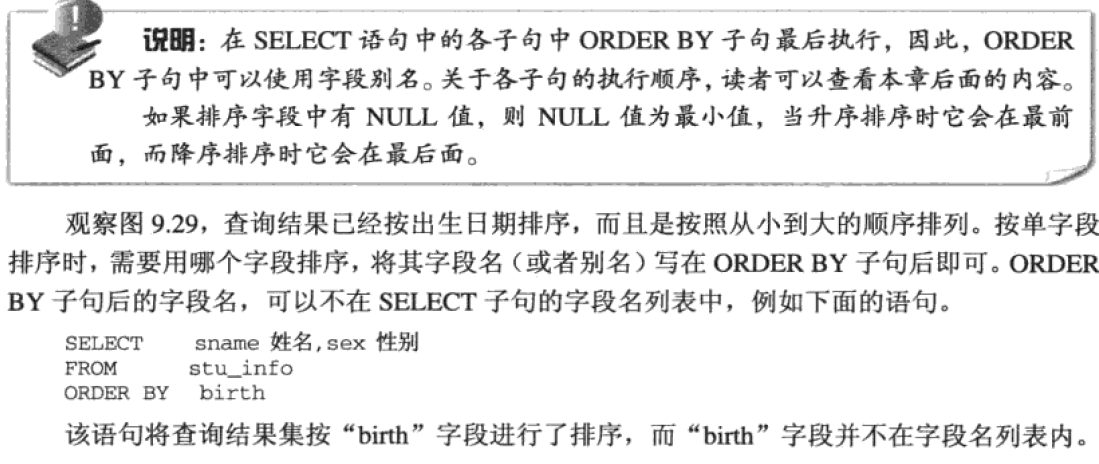 说明：在 SELECT 语句中的各子句中 ORDER BY 子句最后执行，因此，ORDER
BY 子句中可以使用字段别名。关于各子句的执行顺序，读者可以查看本章后面的内容。
如果排序字段中有 NULL 值，则 NULL 值为最小值，当升序排序时它会在最前
面，而降序排序时它会在最后面。
观察图 9.29，查询结果已经按出生日期排序，而且是按照从小到大的顺序排列。按单字段
排序时，需要用哪个字段排序，将其字段名（或者别名）写在 ORDER BY 子句后即可。ORDER
BY 子句后的字段名，可以不在 SELECT 子句的字段名列表中，例如下面的语句。
SELECT sname 姓名,sex 性别
FROM stu_info
ORDER BY birth
该语句将查询结果集按“birth”字段进行了排序，而“birth”字段并不在字段名列表内。